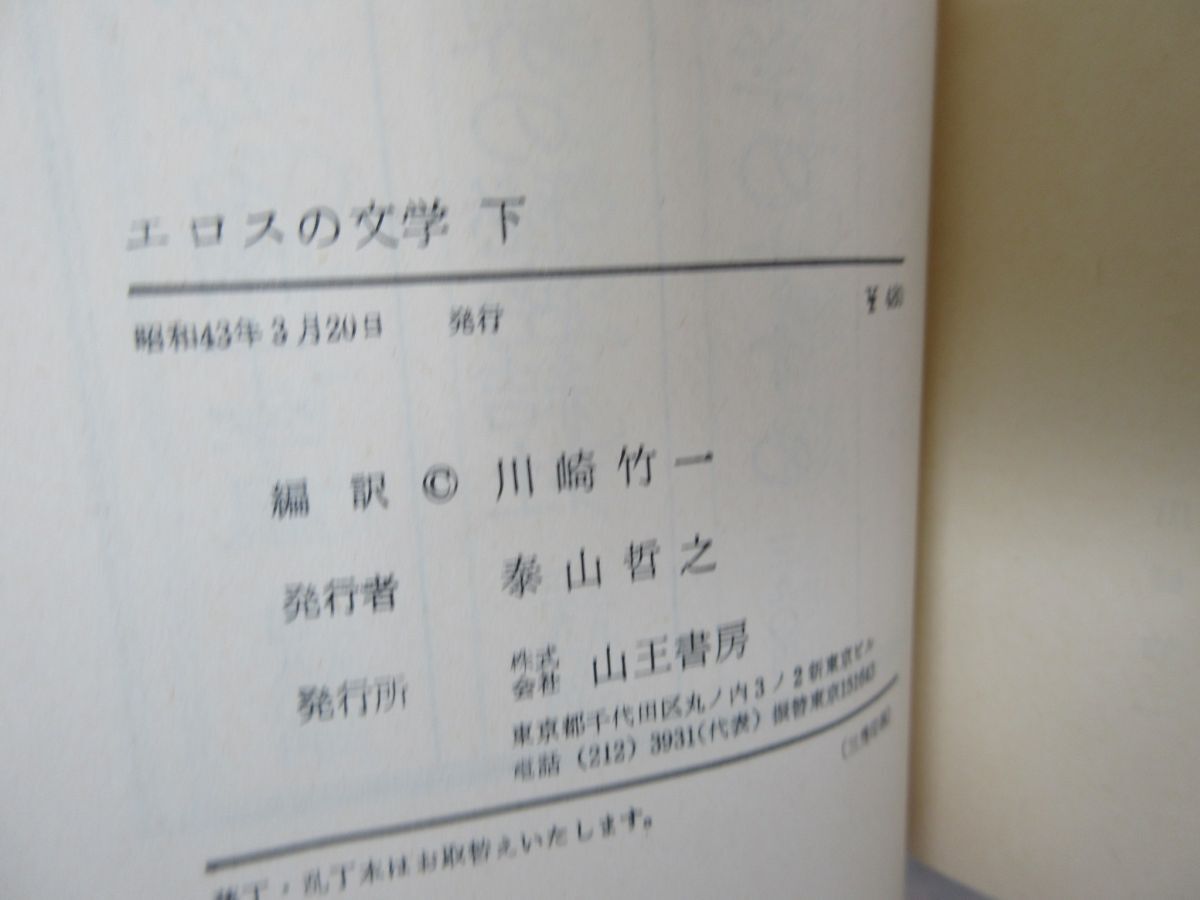 エロスの文学 下
昭和43年3月20日 発行
編訳 © 川崎竹一
発行者 泰山哲之
発行所 株式会社 山王書房
東京都千代田区丸ノ内3ノ2新東京ビル
電話 (212) 3931(代表) 振替東京
落丁・乱丁本はお取替えいたします。